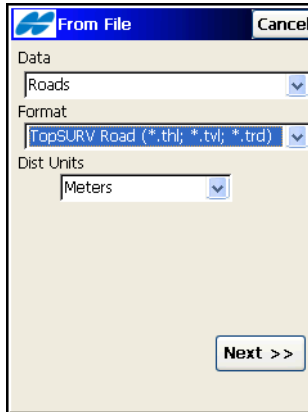 From File
Cancel
Data
Roads
Format
TopSURV Road (*.thl; *.tvl; *.trd)
Dist Units
Meters
Next >>